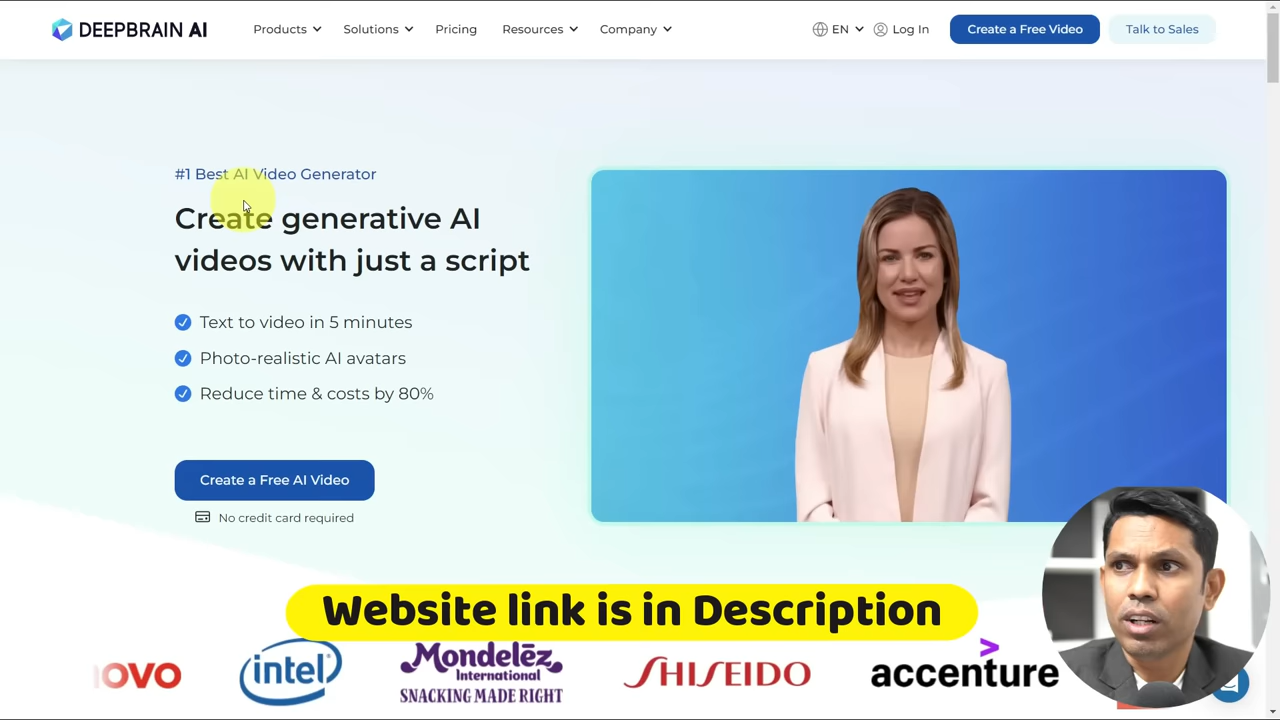 DEEPBRAIN AI
Products
Solutions
Pricing
Resources
Company
EN
Log In
Create a Free Video
Talk to Sales
#1 Best AI Video Generator
Create generative AI
videos with just a script
Text to video in 5 minutes
Photo-realistic AI avatars
Reduce time & costs by 80%
Create a Free AI Video
No credit card required
Website link is in Description
ovo
intel
Mondelēz
International
SNACKING MADE RIGHT
SHISEIDO
accenture